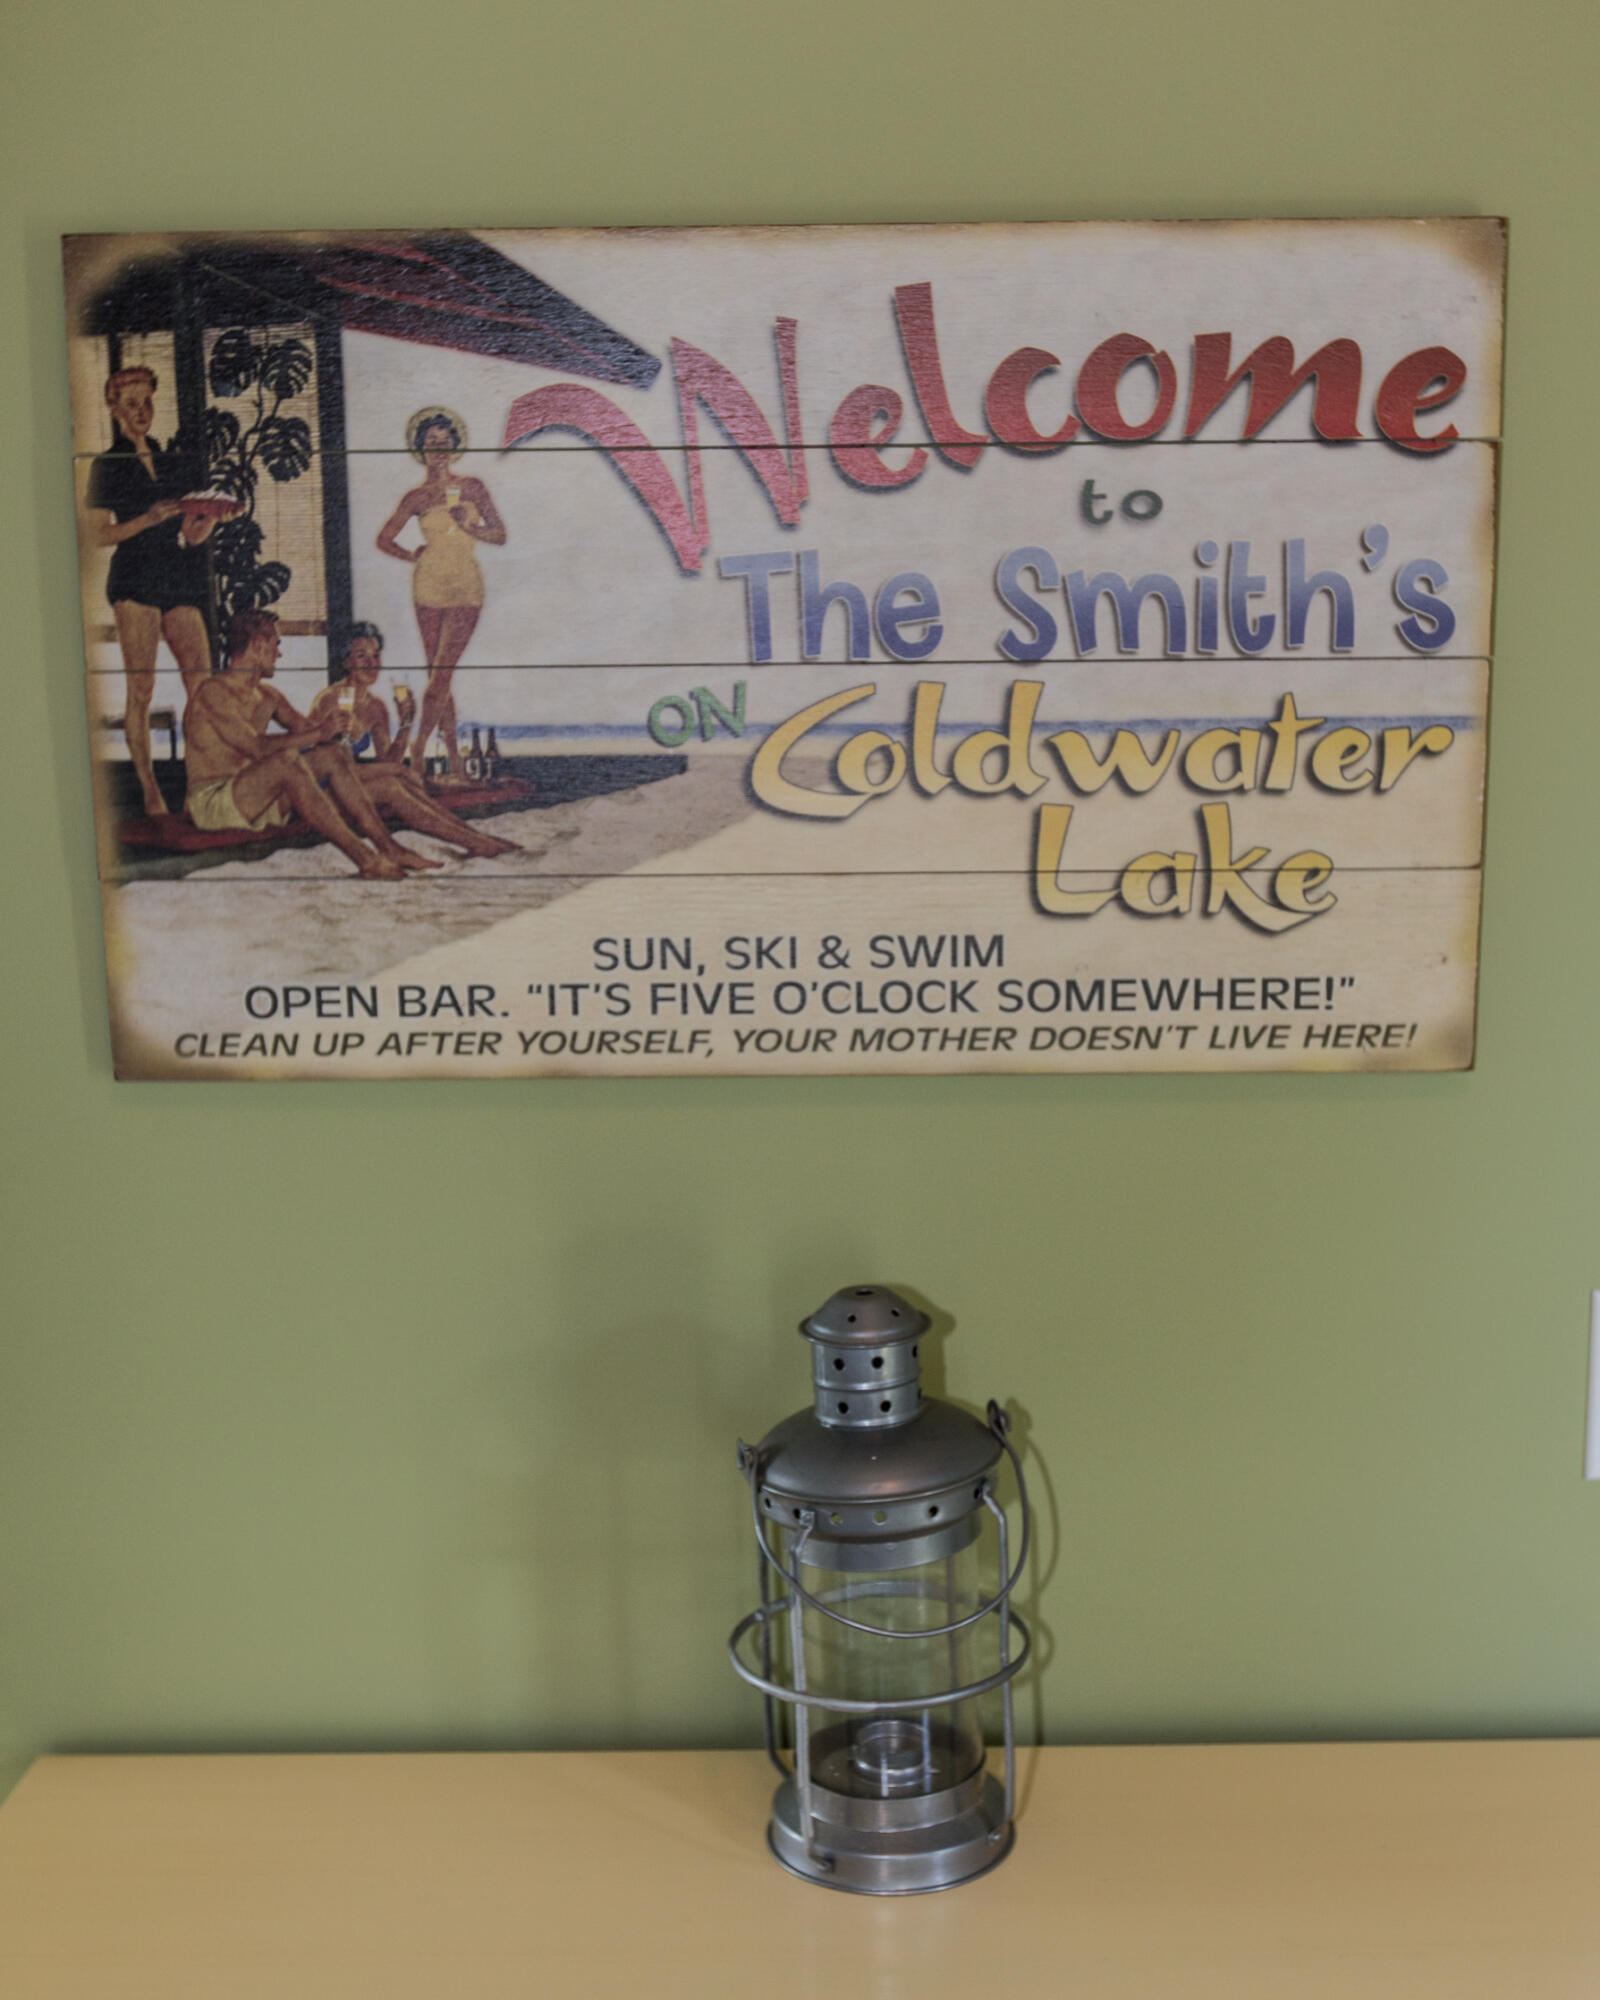 Welcome
to
The Smith's
ON Coldwater
Lake
SUN, SKI & SWIM
OPEN BAR. “IT'S FIVE O'CLOCK SOMEWHERE!”
CLEAN UP AFTER YOURSELF, YOUR MOTHER DOESN'T LIVE HERE!